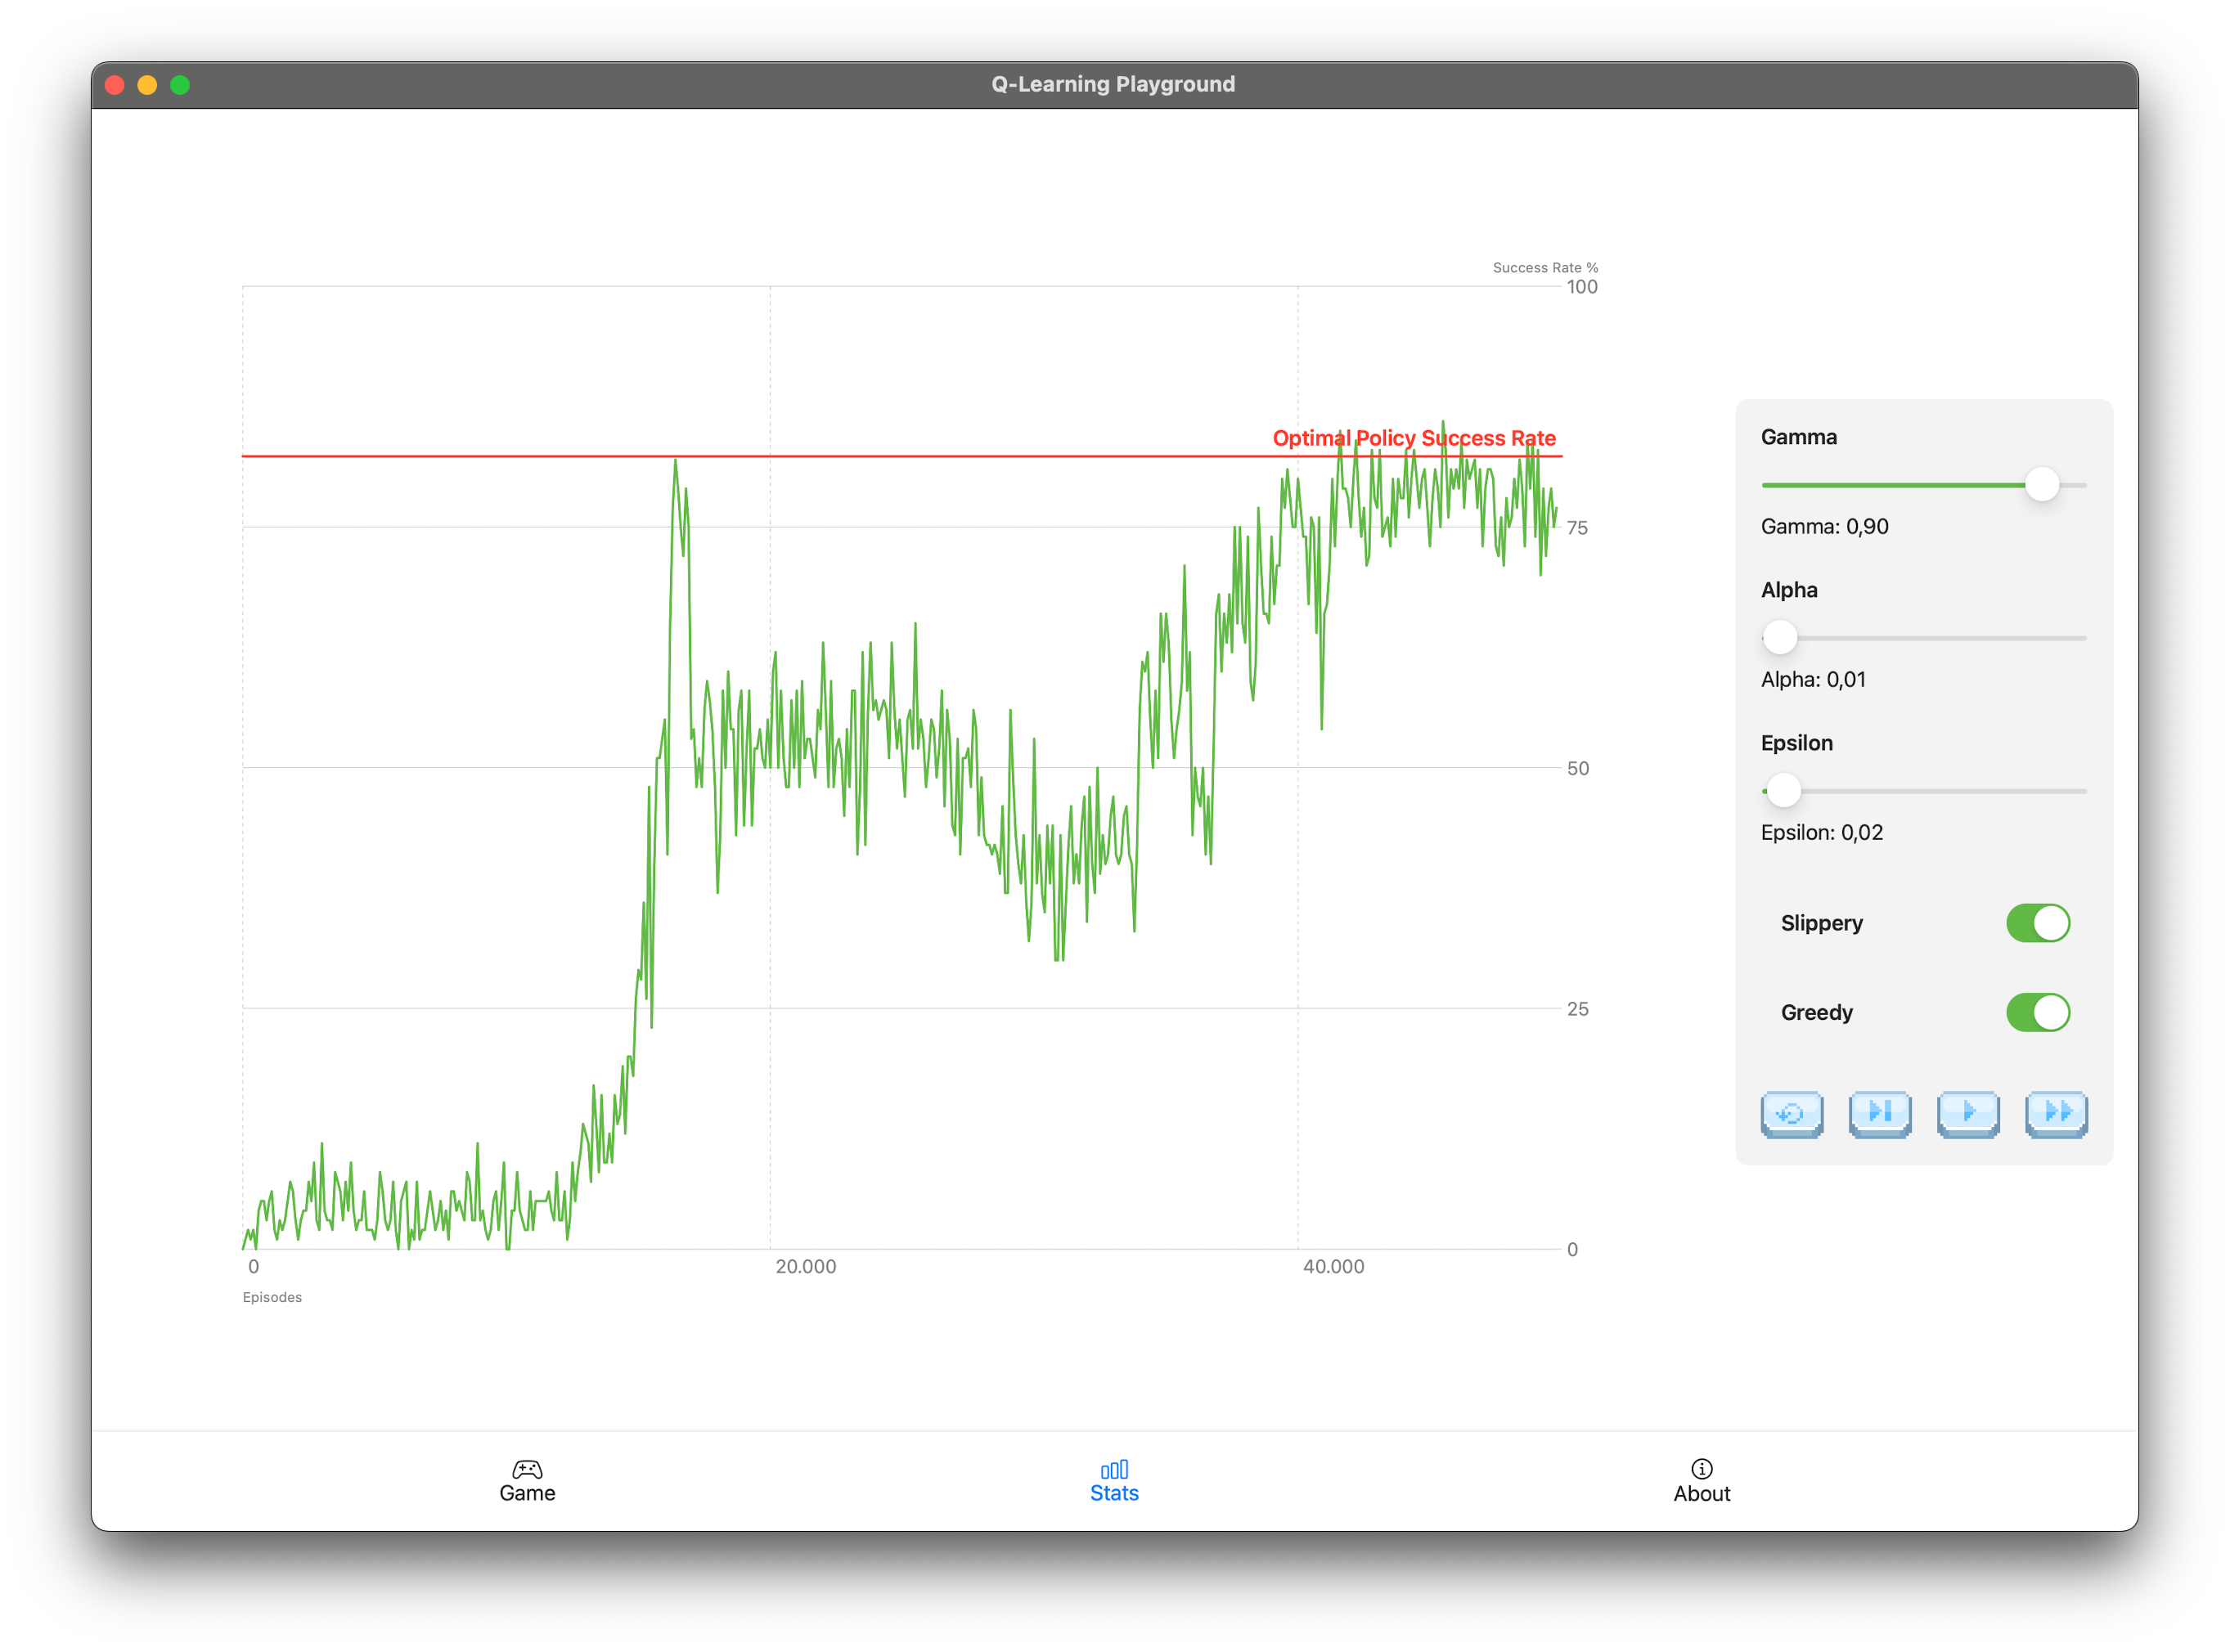 Q-Learning Playground
Success Rate %
100
Optimal Policy Success Rate
75
50
25
0
0
20.000
40.000
Episodes
Gamma
Gamma: 0,90
Alpha
Alpha: 0,01
Epsilon
Epsilon: 0,02
Slippery
Greedy
Game
Stats
About